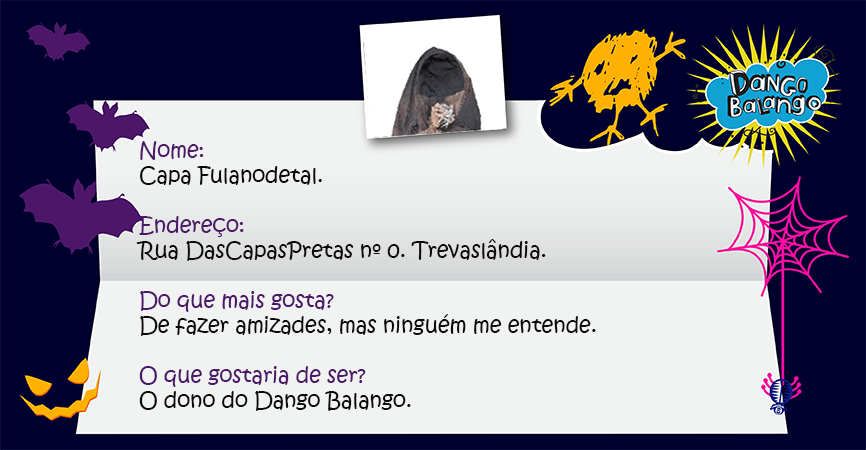 Dango
Balango
Nome:
Capa Fulanodetal.
Endereço:
Rua DasCapasPretas nº 0. Trevaslândia.
Do que mais gosta?
De fazer amizades, mas ninguém me entende.
O que gostaria de ser?
O dono do Dango Balango.